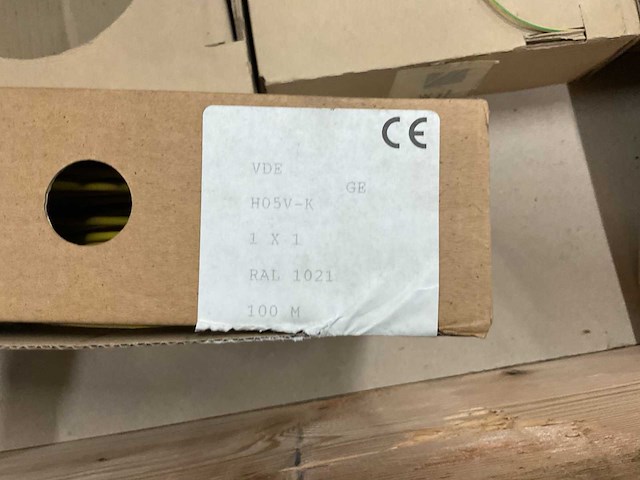 CE
VDE
GE
H05V-K
1 X 1
RAL 1021
100 M